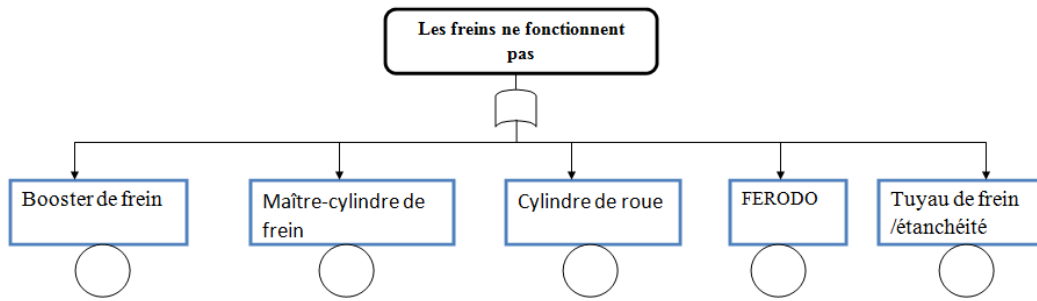 Les freins ne fonctionnent
pas
Booster de frein
Maître-cylindre de
frein
Cylindre de roue
FERODO
Tuyau de frein
/étanchéité